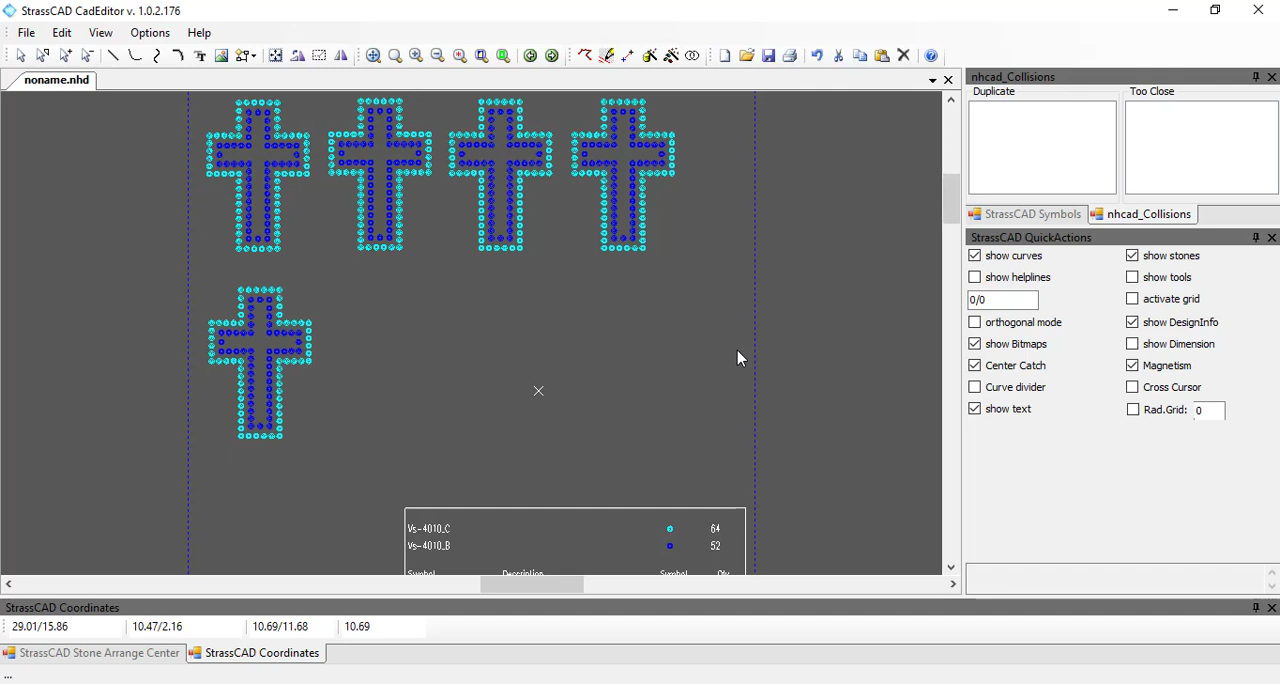 StrassCAD CadEditor v. 1.0.2.176
File Edit View Options Help
noname.nhd
nhcad_Collisions
Duplicate Too Close
StrassCAD Symbols nhcad_Collisions
StrassCAD QuickActions
show curves show stones
show helplines show tools
0/0 activate grid
orthogonal mode show DesignInfo
show Bitmaps show Dimension
Center Catch Magnetism
Curve divider Cross Cursor
show text Rad.Grid: 0
Vs-4010_C 64
Vs-4010_B 52
Symbol Description Symbol Qty
StrassCAD Coordinates
29.01/15.86 10.47/2.16 10.69/11.68 10.69
StrassCAD Stone Arrange Center StrassCAD Coordinates
...